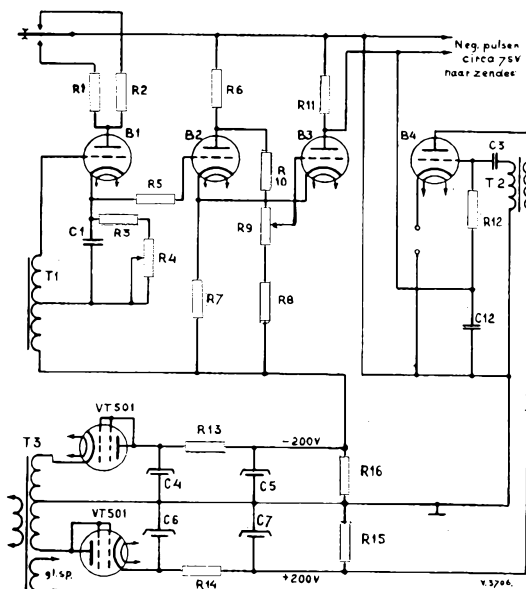 Neg. pulsen
circa 75V
naar zender
R1
R2
R6
R11
B1
B2
B3
B4
C3
T2
R5
R
10
R12
R3
R9
C1
R4
T1
R7
R8
C12
VT501
T3
R13
-200V
C4
C5
R16
VT501
C6
C7
R15
gl.sp.
R14
+200V
V.3706.